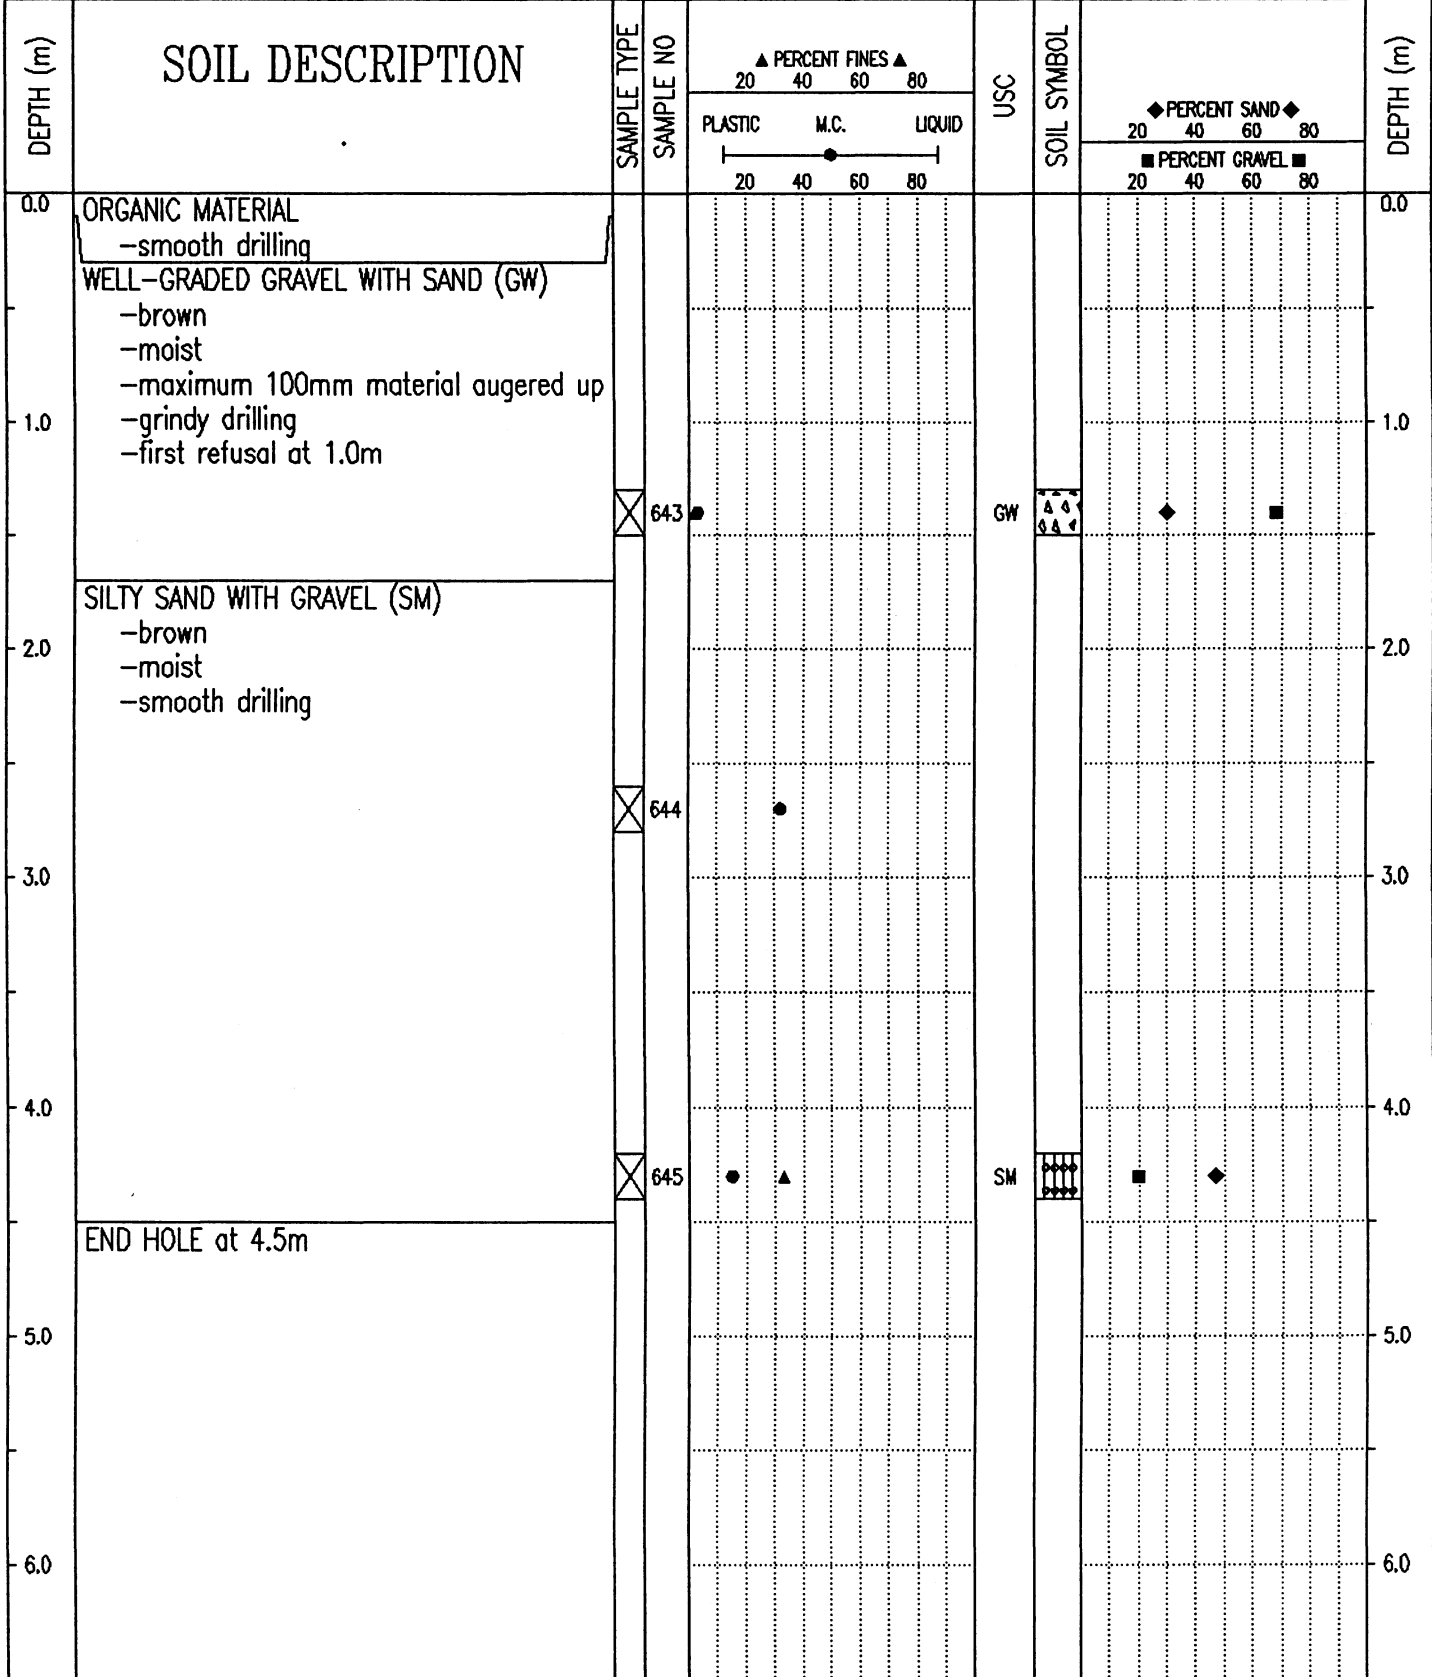 DEPTH (m)
SOIL DESCRIPTION
SAMPLE TYPE
SAMPLE NO
▲ PERCENT FINES ▲
20 40 60 80
PLASTIC M.C. LIQUID
20 40 60 80
USC
SOIL SYMBOL
◆ PERCENT SAND ◆
20 40 60 80
■ PERCENT GRAVEL ■
20 40 60 80
DEPTH (m)
0.0 ORGANIC MATERIAL 0.0
-smooth drilling
WELL-GRADED GRAVEL WITH SAND (GW)
-brown
-moist
-maximum 100mm material augered up
1.0 -grindy drilling 1.0
-first refusal at 1.0m
643 GW
SILTY SAND WITH GRAVEL (SM)
-brown
2.0 2.0
-moist
-smooth drilling
644
3.0 3.0
4.0 4.0
645 SM
END HOLE at 4.5m
5.0 5.0
6.0 6.0